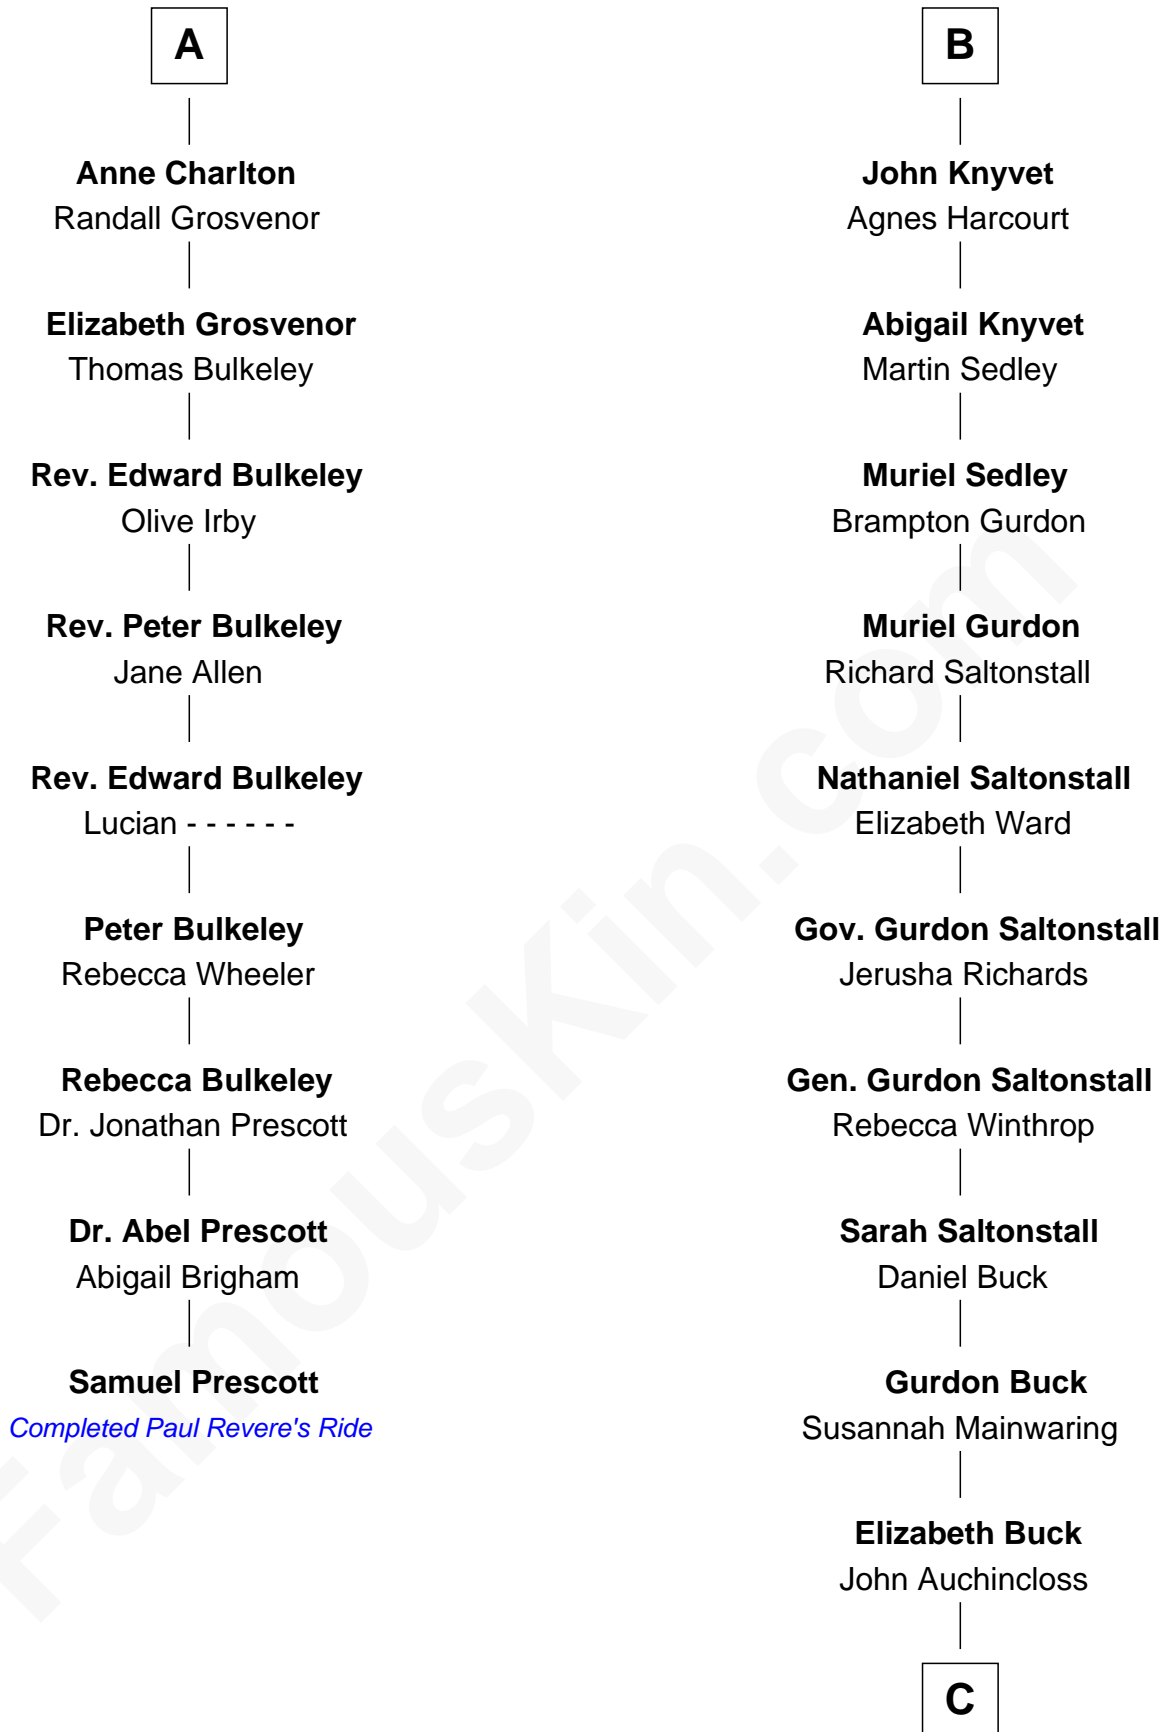 A
Anne Charlton
Randall Grosvenor
Elizabeth Grosvenor
Thomas Bulkeley
Rev. Edward Bulkeley
Olive Irby
Rev. Peter Bulkeley
Jane Allen
Rev. Edward Bulkeley
Lucian - - - - - -
Peter Bulkeley
Rebecca Wheeler
Rebecca Bulkeley
Dr. Jonathan Prescott
Dr. Abel Prescott
Abigail Brigham
Samuel Prescott
Completed Paul Revere's Ride
B
John Knyvet
Agnes Harcourt
Abigail Knyvet
Martin Sedley
Muriel Sedley
Brampton Gurdon
Muriel Gurdon
Richard Saltonstall
Nathaniel Saltonstall
Elizabeth Ward
Gov. Gurdon Saltonstall
Jerusha Richards
Gen. Gurdon Saltonstall
Rebecca Winthrop
Sarah Saltonstall
Daniel Buck
Gurdon Buck
Susannah Mainwaring
Elizabeth Buck
John Auchincloss
C
FamousKin.com